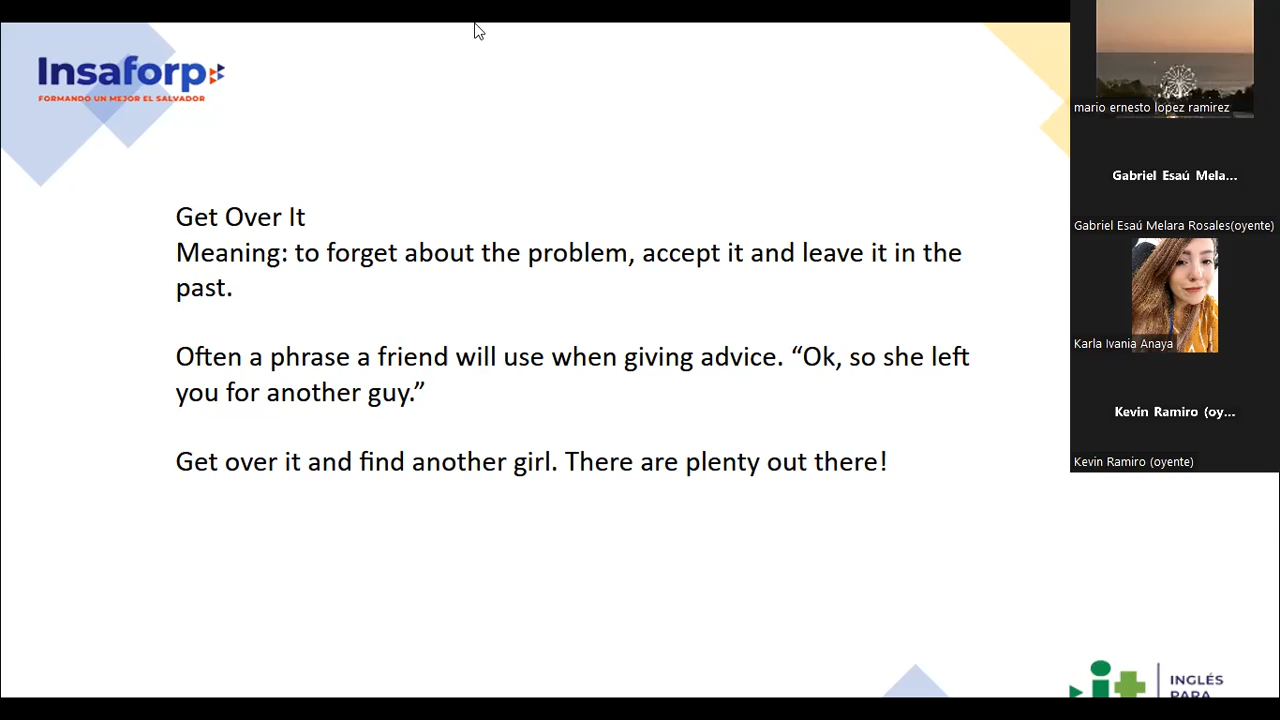 Insaforp
FORMANDO UN MEJOR EL SALVADOR
Get Over It
Meaning: to forget about the problem, accept it and leave it in the
past.
Often a phrase a friend will use when giving advice. “Ok, so she left
you for another guy.”
Get over it and find another girl. There are plenty out there!
mario ernesto lopez ramirez
Gabriel Esaú Mela...
Gabriel Esaú Melara Rosales(oyente)
Karla Ivania Anaya
Kevin Ramiro (oy...
Kevin Ramiro (oyente)
INGLÉS
PARA